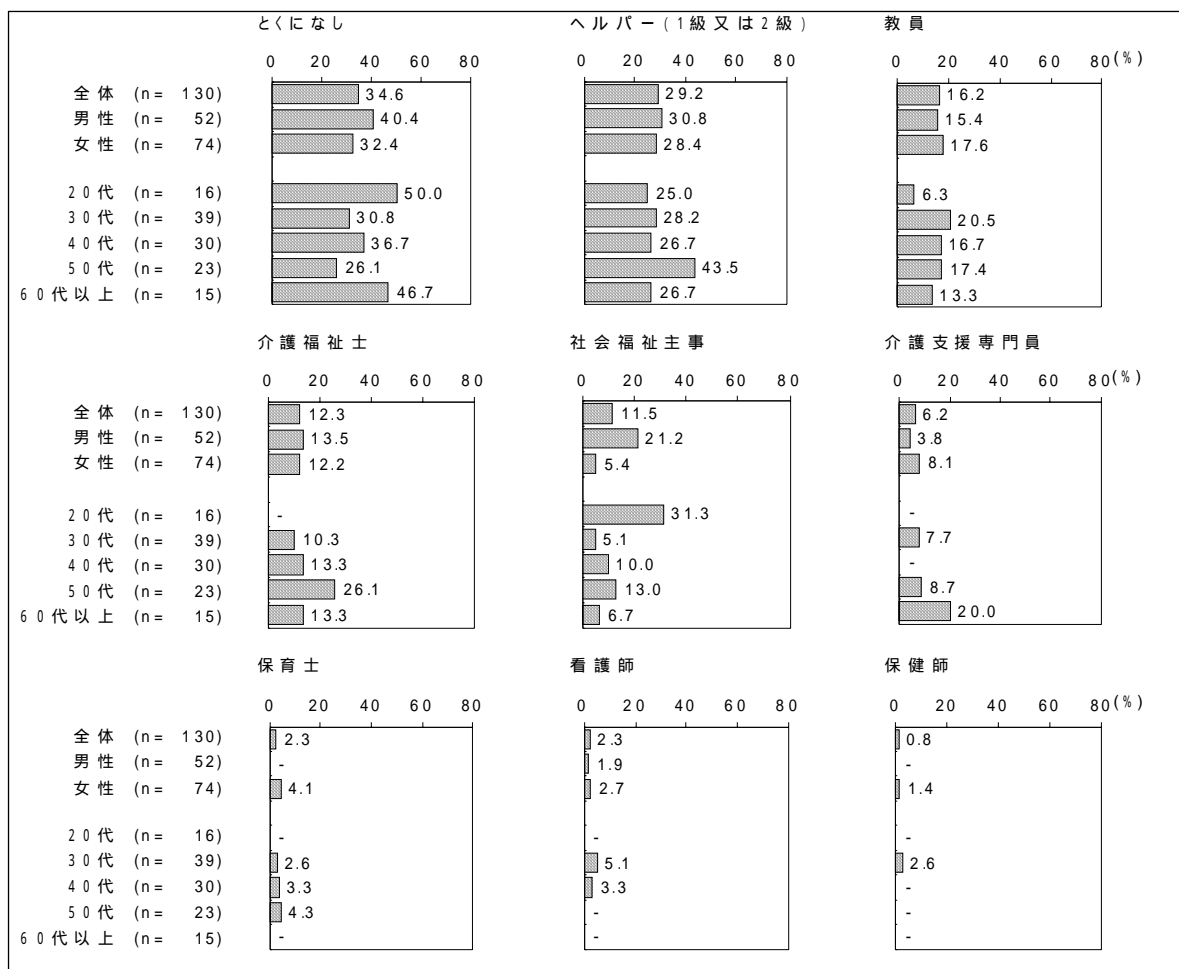 とくになし ヘルパー(1級又は2級) 教員
0 20 40 60 80 0 20 40 60 80 0 20 40 60 80(%)
全体 (n= 130) 34.6 29.2 16.2
男性 (n= 52) 40.4 30.8 15.4
女性 (n= 74) 32.4 28.4 17.6
20代 (n= 16) 50.0 25.0 6.3
30代 (n= 39) 30.8 28.2 20.5
40代 (n= 30) 36.7 26.7 16.7
50代 (n= 23) 26.1 43.5 17.4
60代以上 (n= 15) 46.7 26.7 13.3
介護福祉士 社会福祉主事 介護支援専門員
0 20 40 60 80 0 20 40 60 80 0 20 40 60 80(%)
全体 (n= 130) 12.3 11.5 6.2
男性 (n= 52) 13.5 21.2 3.8
女性 (n= 74) 12.2 5.4 8.1
20代 (n= 16) - 31.3 -
30代 (n= 39) 10.3 5.1 7.7
40代 (n= 30) 13.3 10.0 -
50代 (n= 23) 26.1 13.0 8.7
60代以上 (n= 15) 13.3 6.7 20.0
保育士 看護師 保健師
0 20 40 60 80 0 20 40 60 80 0 20 40 60 80(%)
全体 (n= 130) 2.3 2.3 0.8
男性 (n= 52) - 1.9 -
女性 (n= 74) 4.1 2.7 1.4
20代 (n= 16) - - -
30代 (n= 39) 2.6 5.1 2.6
40代 (n= 30) 3.3 3.3 -
50代 (n= 23) 4.3 - -
60代以上 (n= 15) - - -